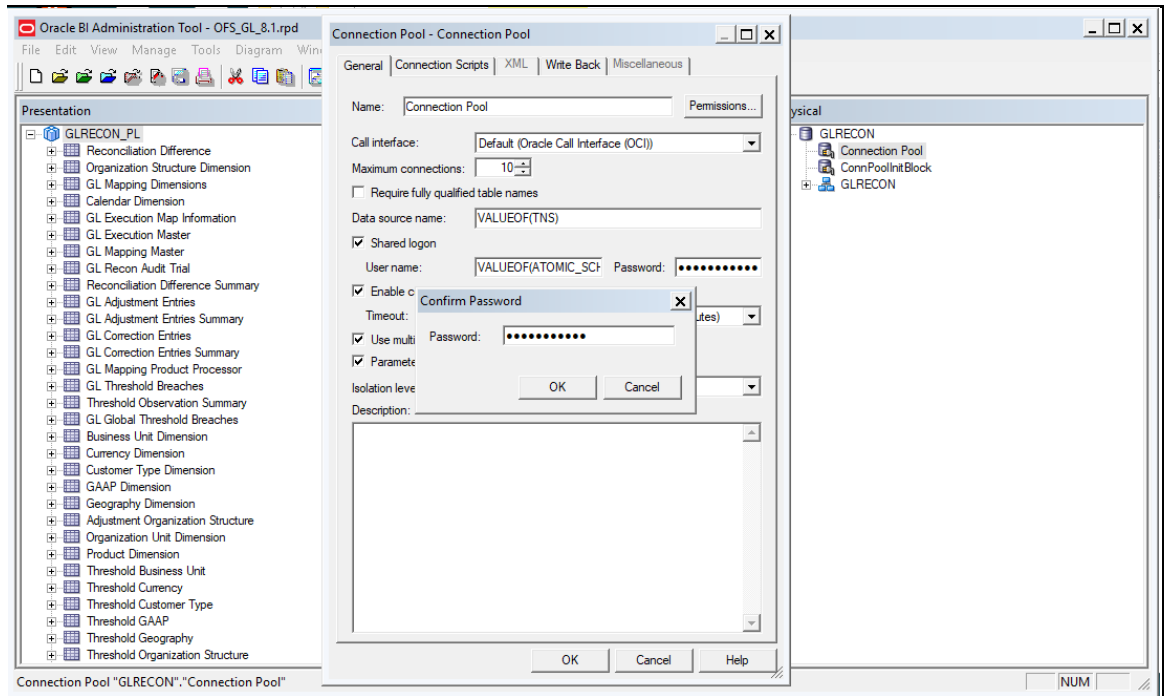 Oracle BI Administration Tool - OFS_GL_8.1.rpd
File Edit View Manage Tools Diagram
Presentation
GLRECON_PL
Reconciliation Difference
Organization Structure Dimension
GL Mapping Dimensions
Calendar Dimension
GL Execution Map Information
GL Execution Master
GL Mapping Master
GL Recon Audit Trial
Reconciliation Difference Summary
GL Adjustment Entries
GL Adjustment Entries Summary
GL Correction Entries
GL Correction Entries Summary
GL Mapping Product Processor
GL Threshold Breaches
Threshold Observation Summary
GL Global Threshold Breaches
Business Unit Dimension
Currency Dimension
Customer Type Dimension
GAAP Dimension
Geography Dimension
Adjustment Organization Structure
Organization Unit Dimension
Product Dimension
Threshold Business Unit
Threshold Currency
Threshold Customer Type
Threshold GAAP
Threshold Geography
Threshold Organization Structure
Connection Pool "GLRECON"."Connection Pool"
Connection Pool - Connection Pool
General Connection Scripts XML Write Back Miscellaneous
Name: Connection Pool Permissions...
Call interface: Default (Oracle Call Interface (OCI))
Maximum connections: 10
Require fully qualified table names
Data source name: VALUEOF(TNS)
Shared logon
User name: VALUEOF(ATOMIC_SCH Password: •••••••••••
Enable c
Timeout: utes)
Use multi
Paramete
Isolation leve
Description:
Confirm Password
Password: •••••••••••
OK Cancel
OK Cancel Help
ysical
GLRECON
Connection Pool
ConnPoolInitBlock
GLRECON
NUM